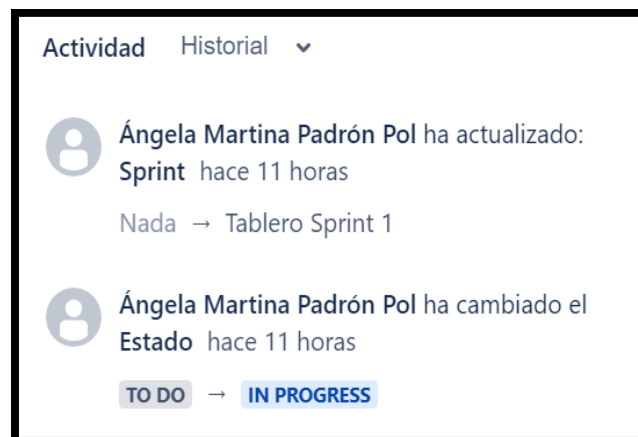 Actividad Historial
Ángela Martina Padrón Pol ha actualizado:
Sprint hace 11 horas
Nada → Tablero Sprint 1
Ángela Martina Padrón Pol ha cambiado el
Estado hace 11 horas
TO DO → IN PROGRESS